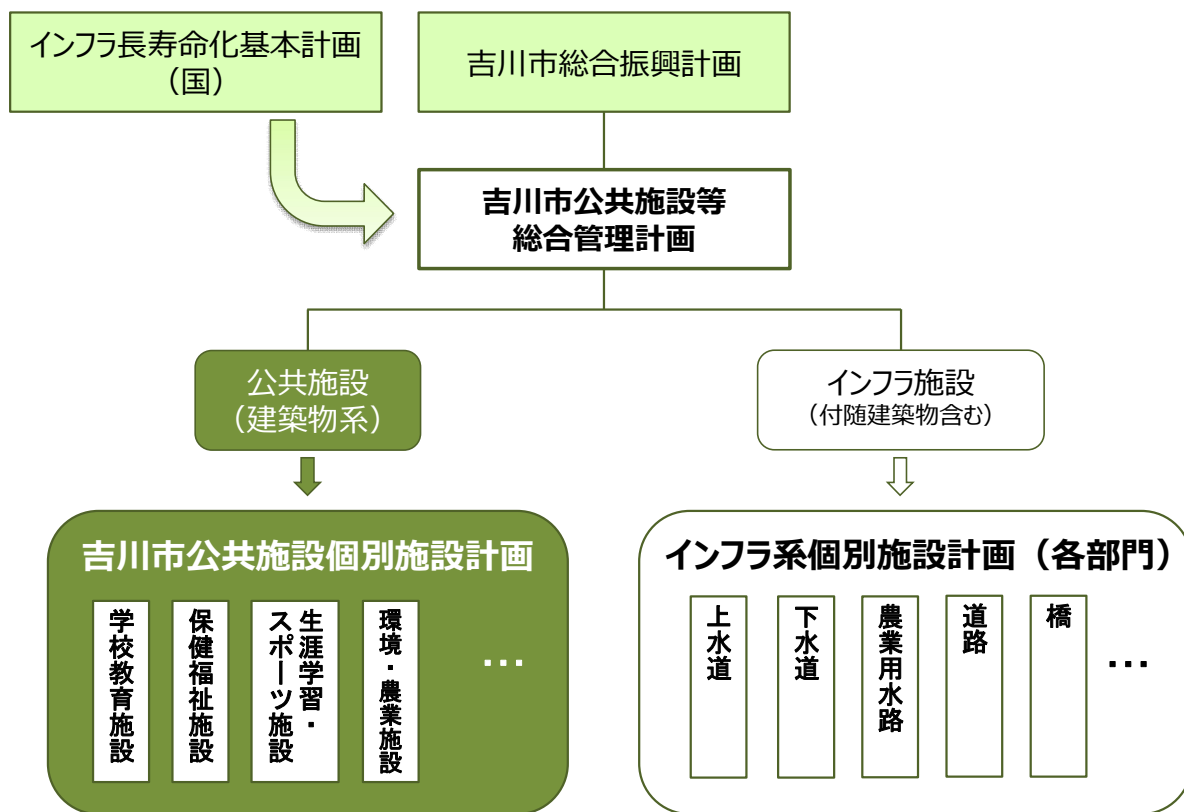 インフラ長寿命化基本計画
（国）
吉川市総合振興計画
吉川市公共施設等
総合管理計画
公共施設
（建築物系）
インフラ施設
（付随建築物含む）
吉川市公共施設個別施設計画
学校教育施設
保健福祉施設
生涯学習・
スポーツ施設
環境・農業施設
…
インフラ系個別施設計画（各部門）
上水道
下水道
農業用水路
道路
橋
…